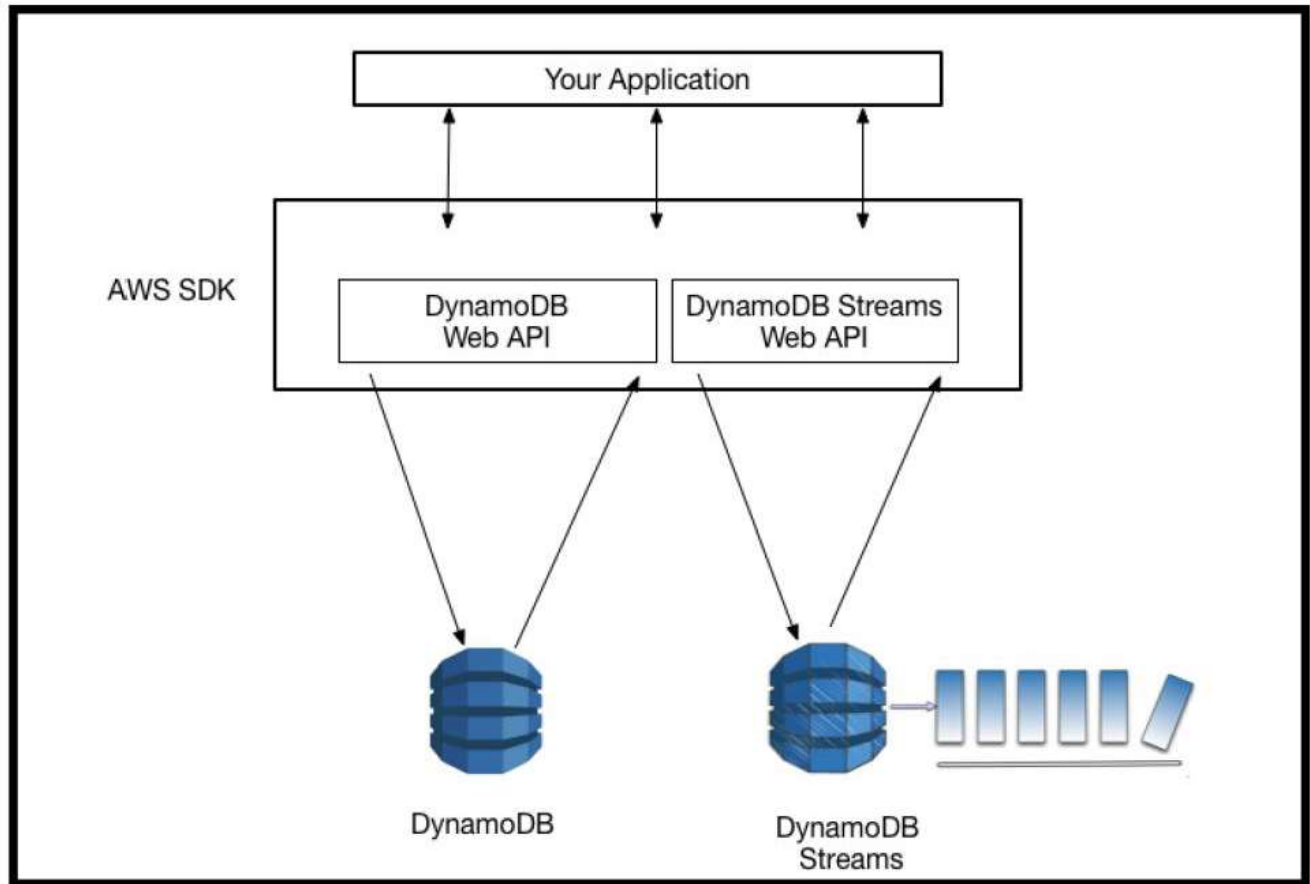 Your Application
AWS SDK
DynamoDB
Web API
DynamoDB Streams
Web API
DynamoDB
DynamoDB
Streams